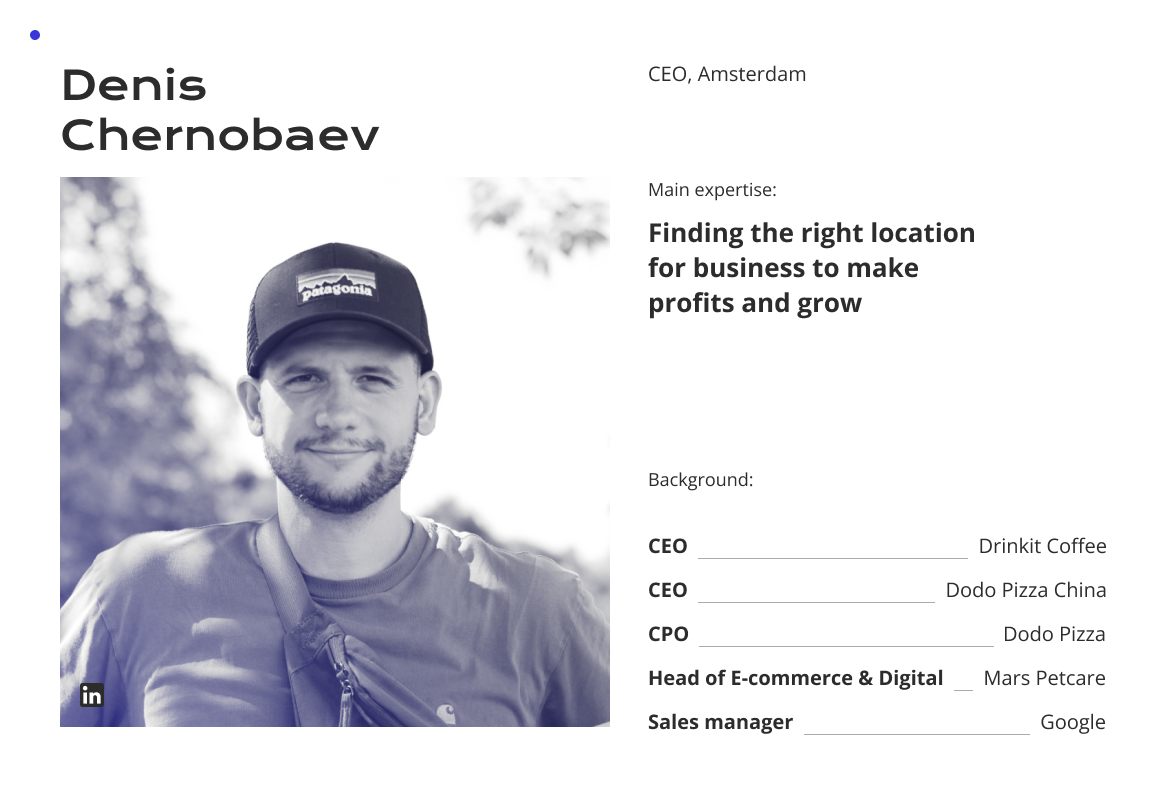 Denis
Chernobaev
CEO, Amsterdam
Main expertise:
Finding the right location
for business to make
profits and grow
patagonia
in
Background:
CEO Drinkit Coffee
CEO Dodo Pizza China
CPO Dodo Pizza
Head of E-commerce & Digital Mars Petcare
Sales manager Google